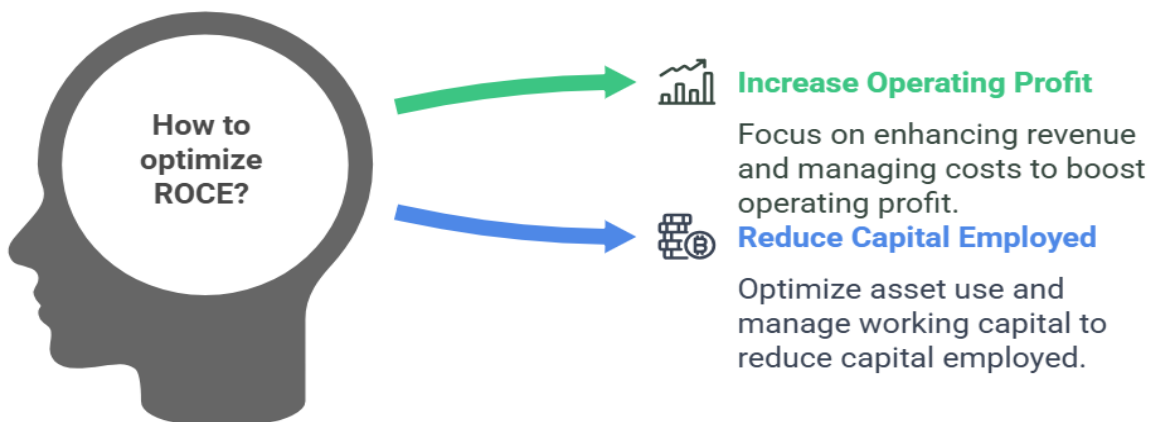 How to
optimize
ROCE?
Increase Operating Profit
Focus on enhancing revenue
and managing costs to boost
operating profit.
Reduce Capital Employed
Optimize asset use and
manage working capital to
reduce capital employed.